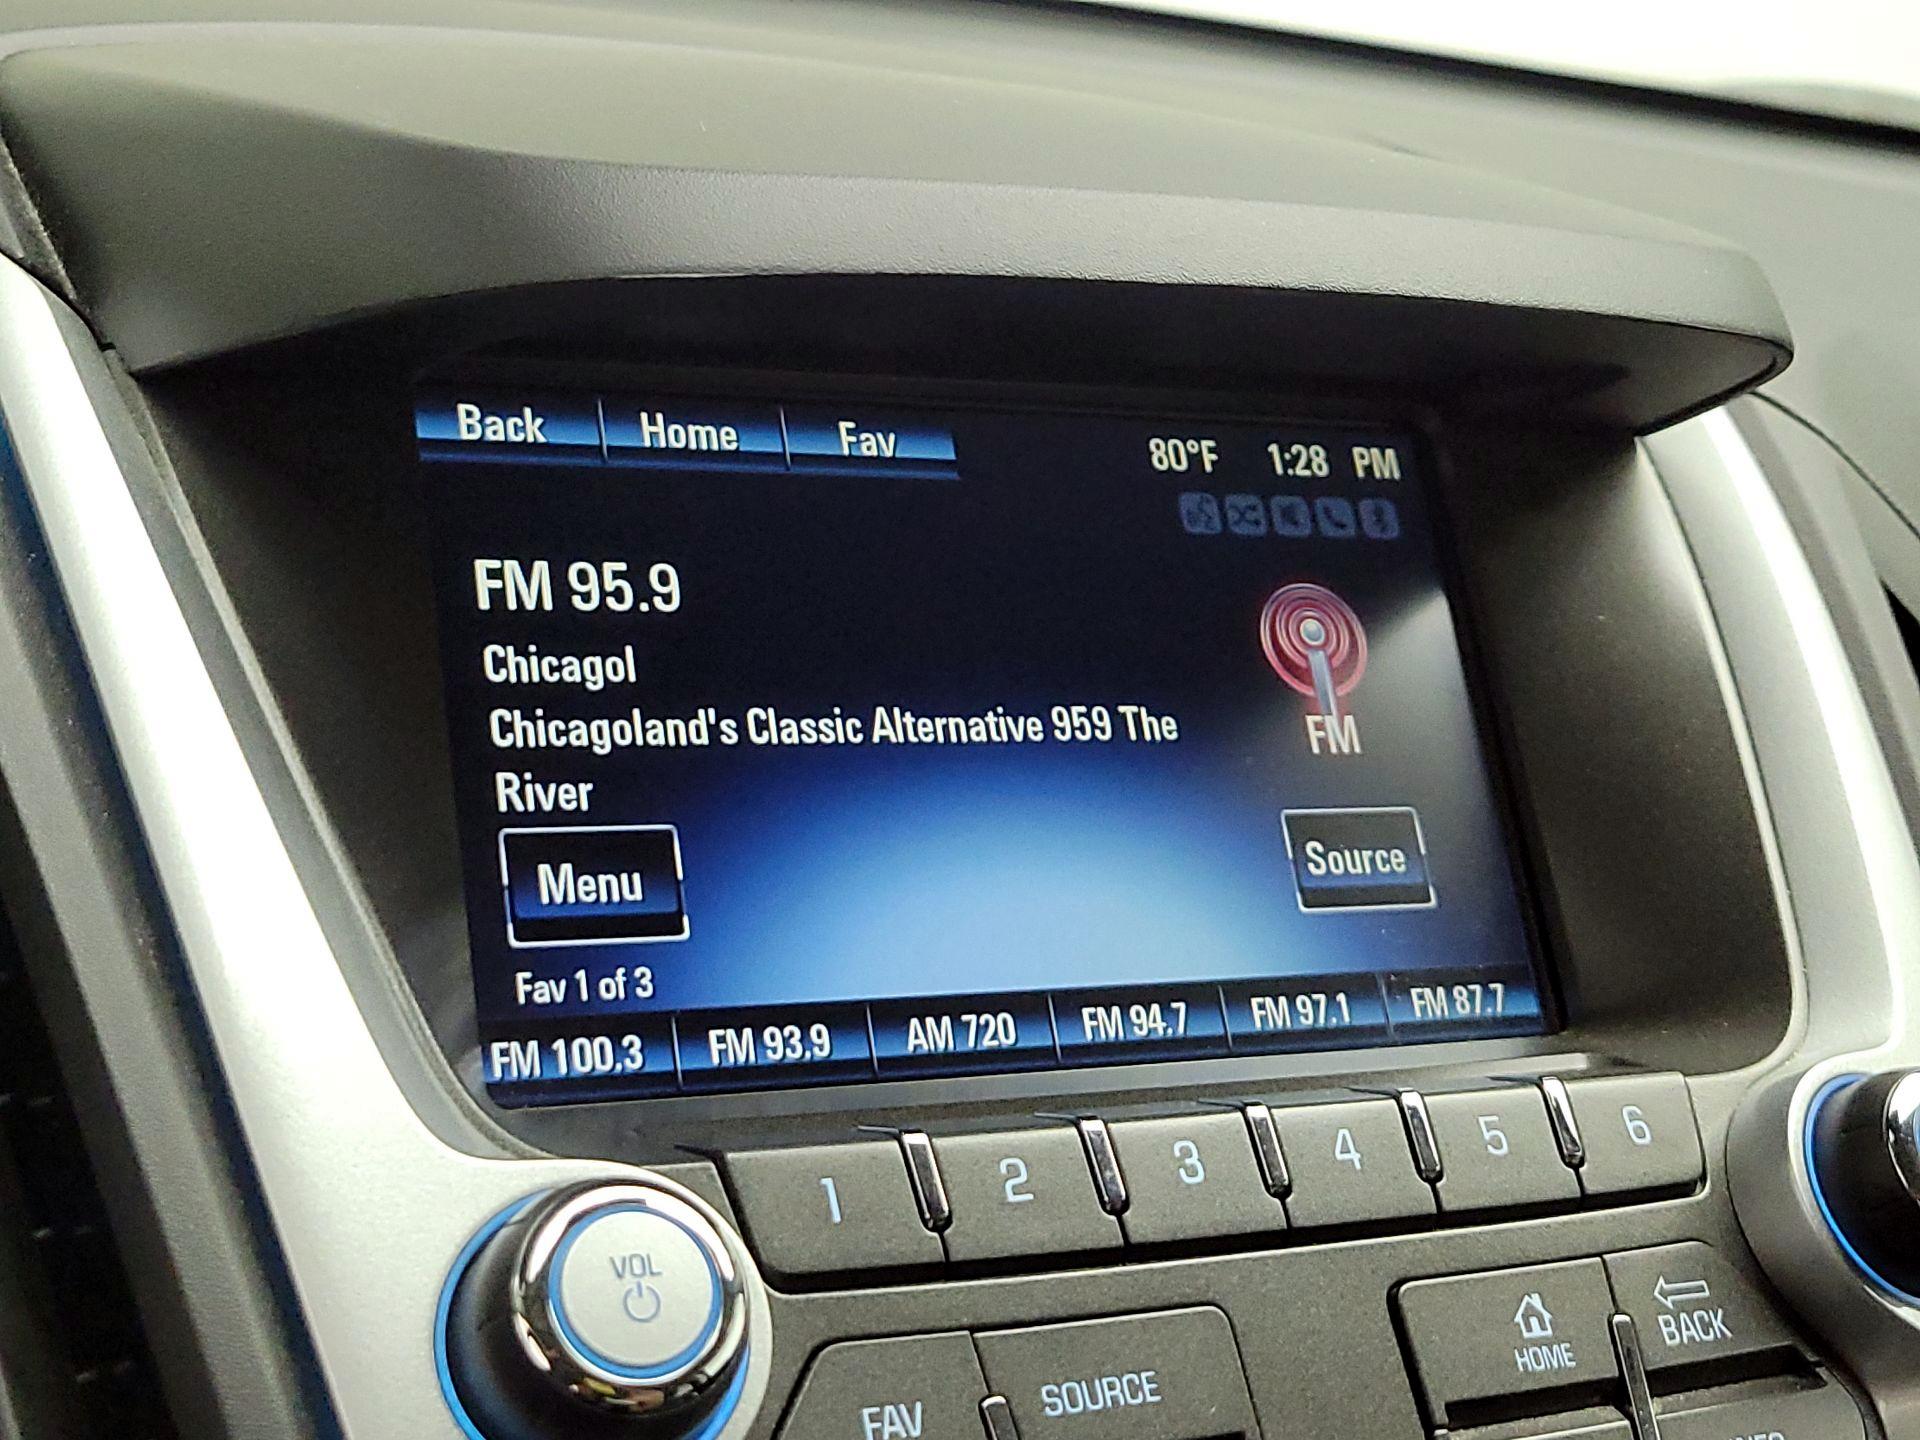 Back Home Fav 80°F 1:28 PM
FM 95.9
Chicagol
Chicagoland's Classic Alternative 959 The
River
FM
Menu
Source
Fav 1 of 3
FM 100.3 FM 93.9 AM 720 FM 94.7 FM 97.1 FM 87.7
1 2 3 4 5 6
VOL
FAV
SOURCE
HOME
BACK